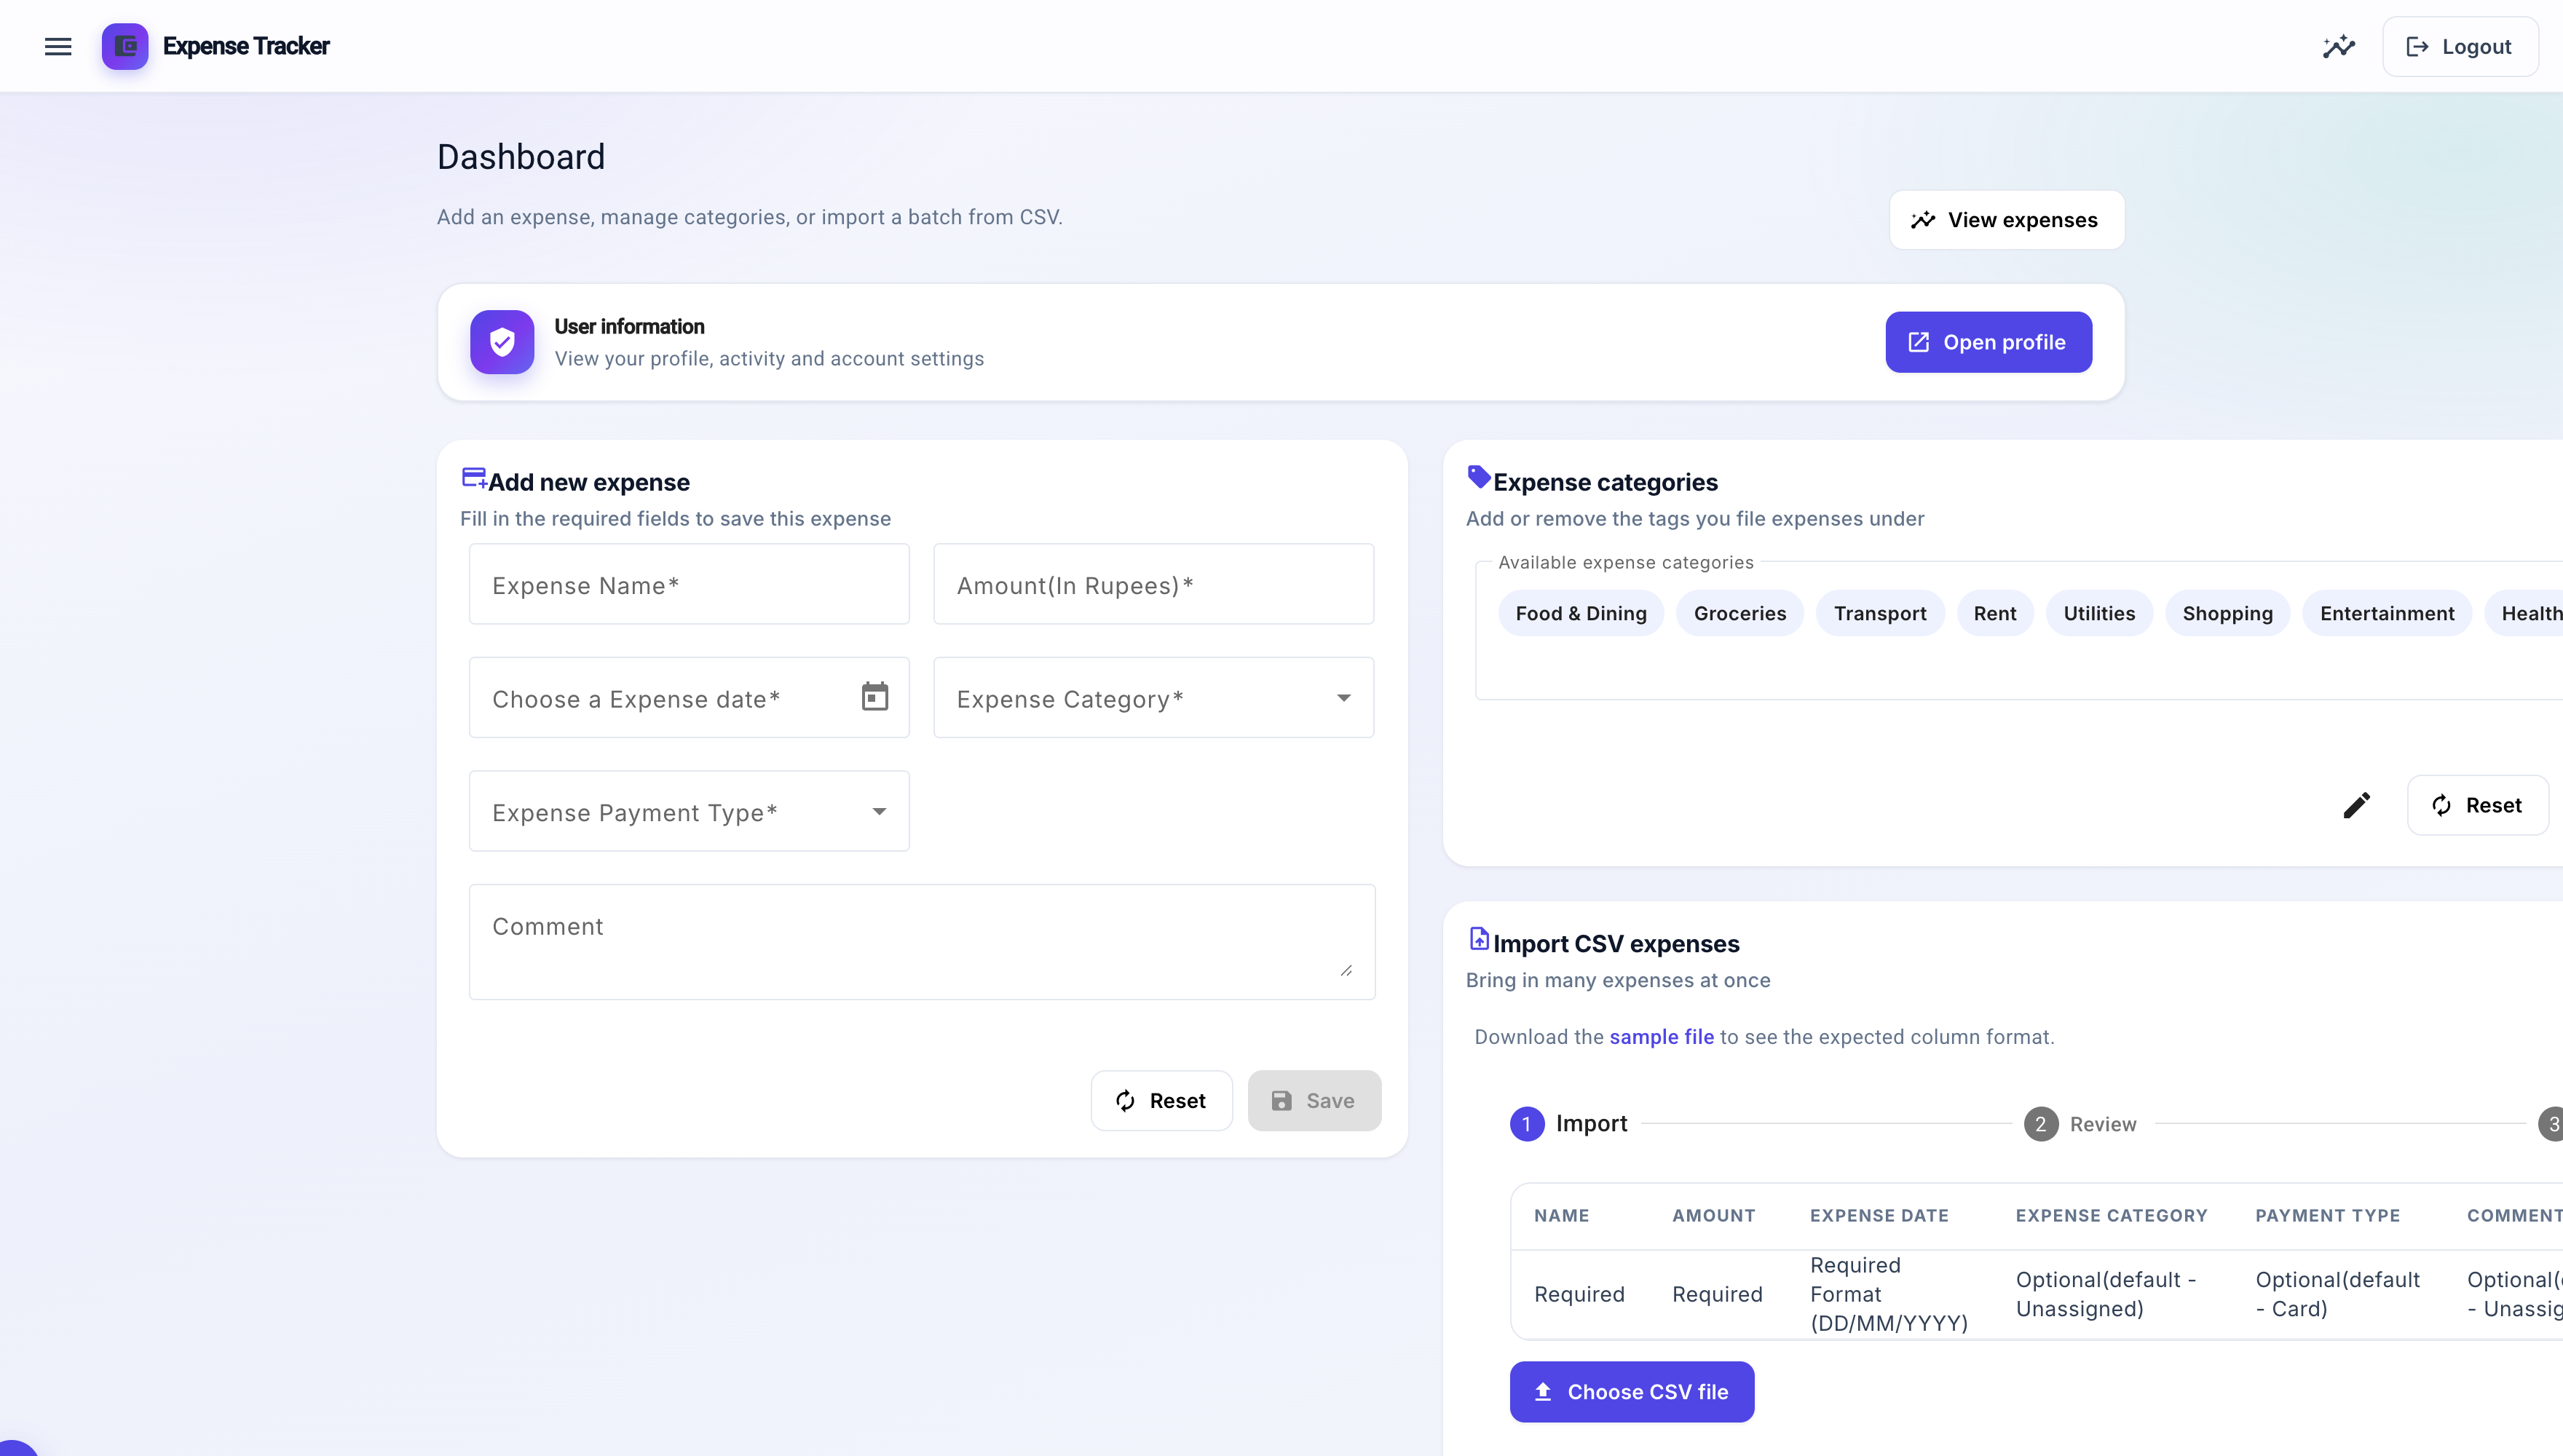 Expense Tracker
Logout
Dashboard
Add an expense, manage categories, or import a batch from CSV.
View expenses
User information
View your profile, activity and account settings
Open profile
Add new expense
Fill in the required fields to save this expense
Expense Name*
Amount(In Rupees)*
Choose a Expense date*
Expense Category*
Expense Payment Type*
Comment
Reset
Save
Expense categories
Add or remove the tags you file expenses under
Available expense categories
Food & Dining
Groceries
Transport
Rent
Utilities
Shopping
Entertainment
Health
Reset
Import CSV expenses
Bring in many expenses at once
Download the sample file to see the expected column format.
1 Import
2 Review
3
NAME AMOUNT EXPENSE DATE EXPENSE CATEGORY PAYMENT TYPE COMMENT
Required
Required
Required
Format
(DD/MM/YYYY)
Optional(default -
Unassigned)
Optional(default
- Card)
Optional(
- Unassig
Choose CSV file